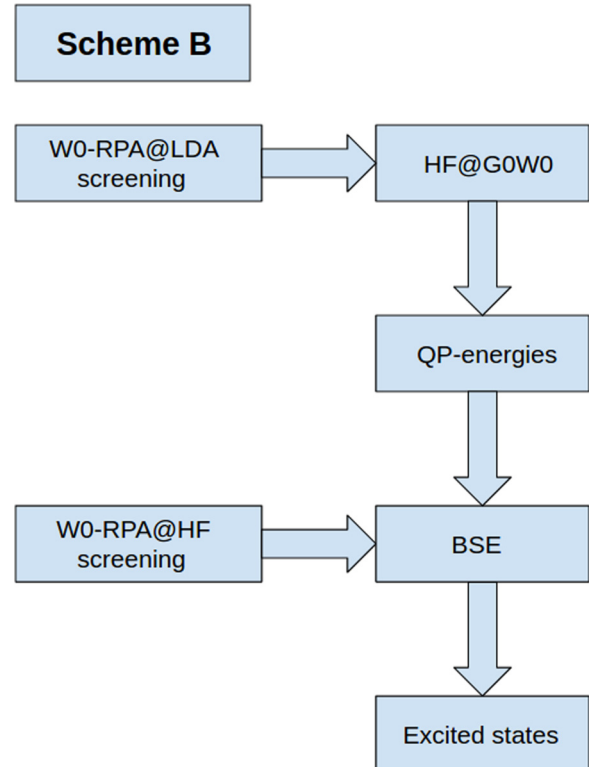 Scheme B
W0-RPA@LDA
screening
HF@G0W0
QP-energies
W0-RPA@HF
screening
BSE
Excited states